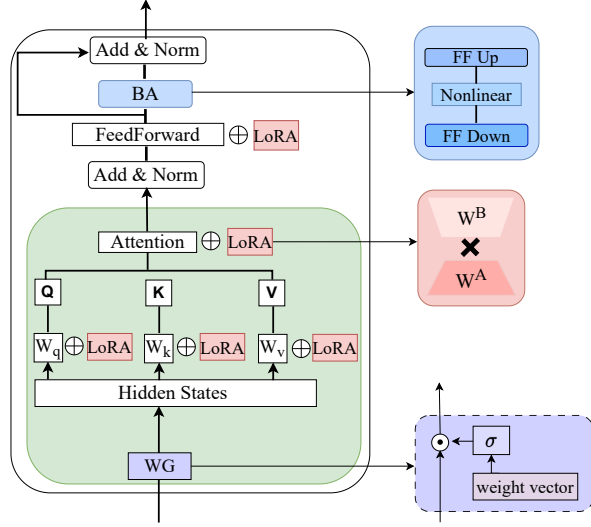 Add & Norm
BA
FeedForward
LoRA
Add & Norm
Attention
LoRA
Q
K
V
W_q
LoRA
W_k
LoRA
W_v
LoRA
Hidden States
WG
FF Up
Nonlinear
FF Down
W^B
W^A
σ
weight vector